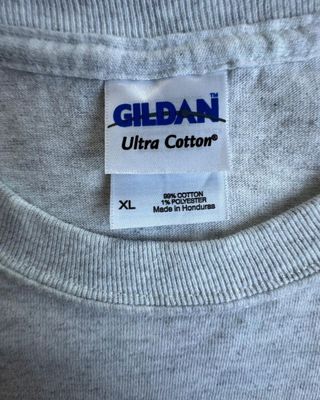 GILDAN™
Ultra Cotton®
XL
99% COTTON
1% POLYESTER
Made in Honduras